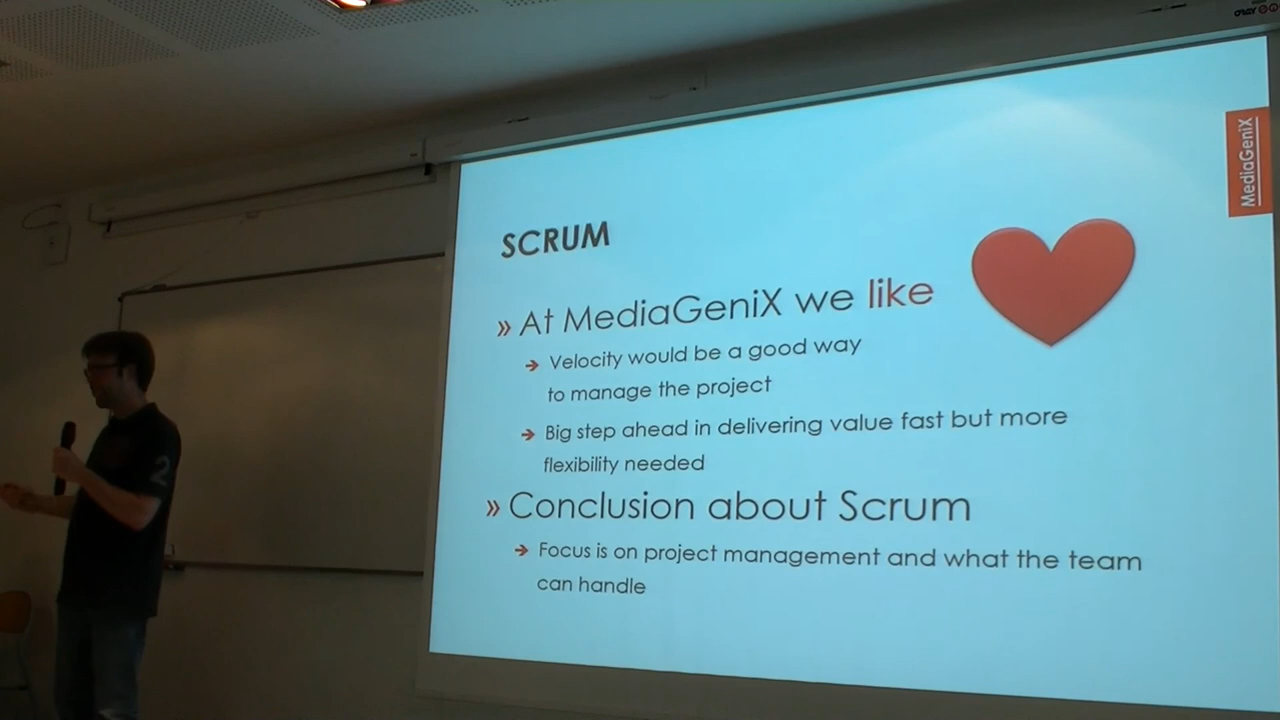 MediaGeniX
SCRUM
» At MediaGeniX we like
➔ Velocity would be a good way
to manage the project
➔ Big step ahead in delivering value fast but more
flexibility needed
» Conclusion about Scrum
➔ Focus is on project management and what the team
can handle
2